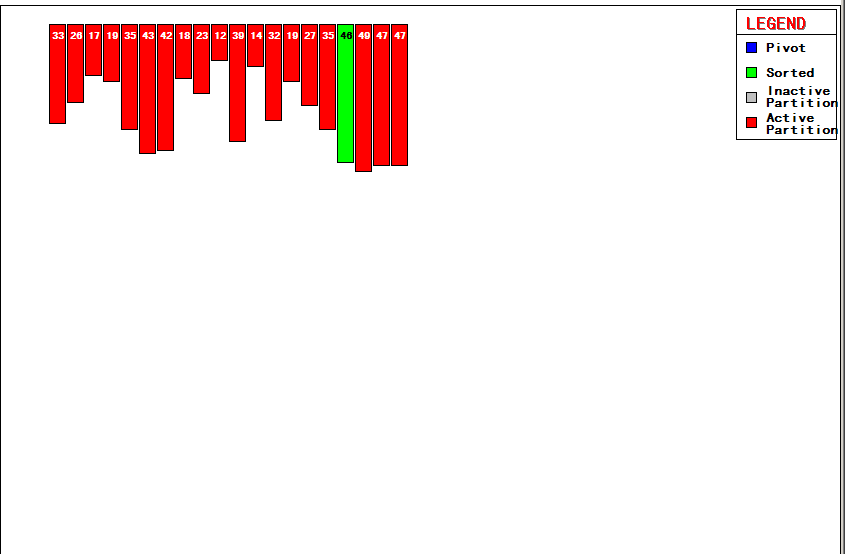 33 26 17 19 35 43 42 18 23 12 39 14 32 19 27 35 46 49 47 47
LEGEND
Pivot
Sorted
Inactive
Partition
Active
Partition